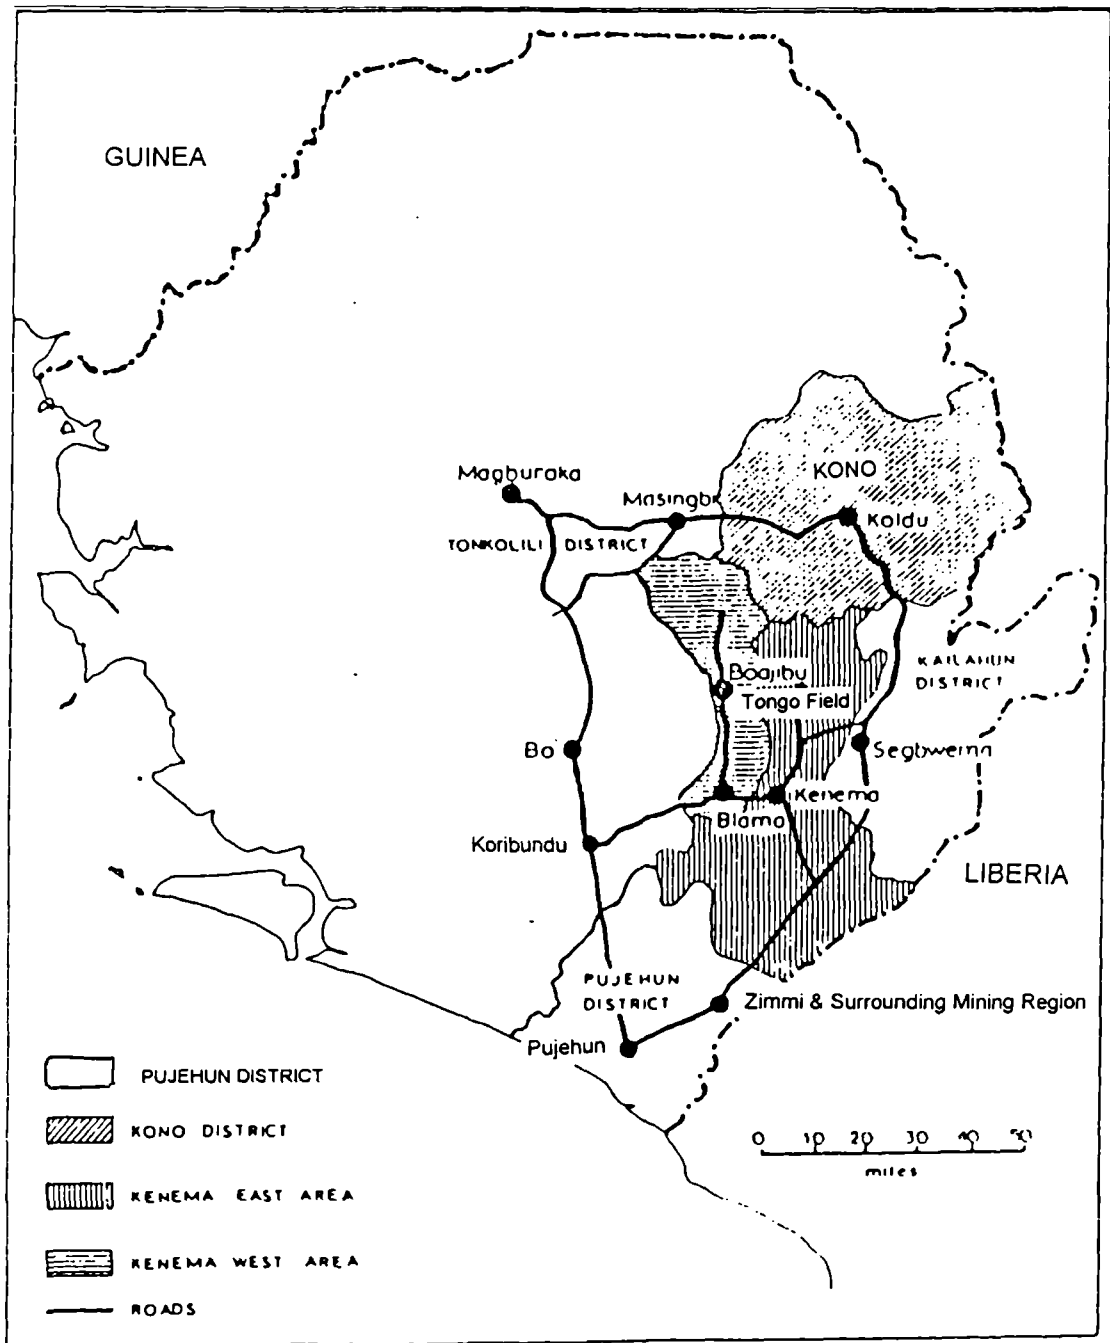 GUINEA
KONO
Magburaka
Masingbi
Koidu
TONKOLILI DISTRICT
KAILAHUN
DISTRICT
Boajibu
Tongo Field
Bo
Segbwema
Kenema
Blama
Koribundu
LIBERIA
PUJEHUN
DISTRICT
Zimmi & Surrounding Mining Region
Pujehun
PUJEHUN DISTRICT
KONO DISTRICT
KENEMA EAST AREA
KENEMA WEST AREA
ROADS
0 10 20 30 40 50
miles